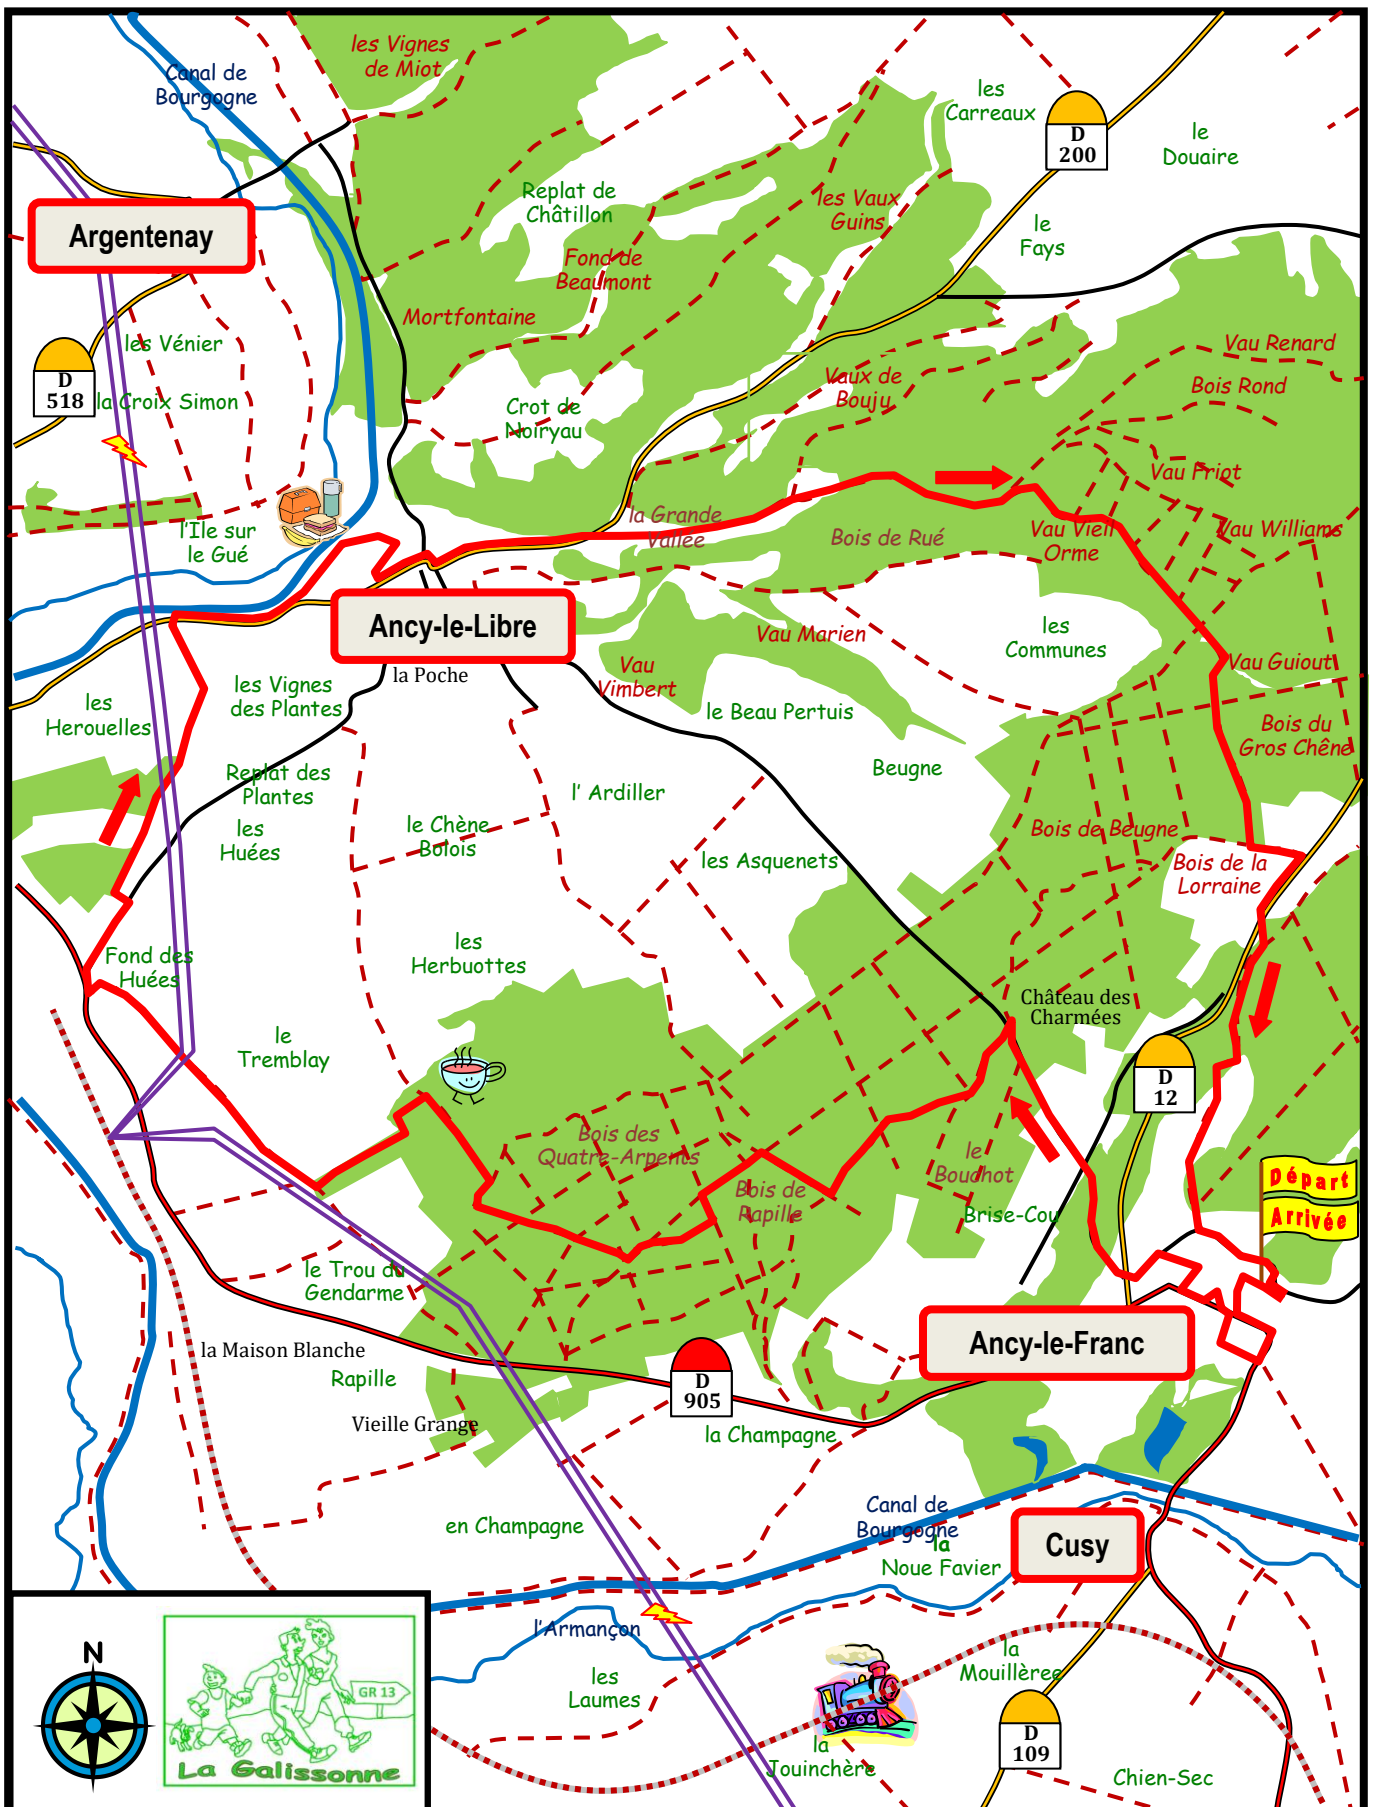 les Vignes
de Miot
Canal de
Bourgogne
les
Carreaux
D
200
le
Douaire
Replat de
Châtillon
les Vaux
Guins
le
Fays
Argentenay
Fond de
Beaumont
Mortfontaine
les Vénier
D
518
la Croix Simon
Vau Renard
Vaux de
Bouju
Bois Rond
Crot de
Noiryau
Vau Friot
l'Ile sur
le Gué
la Grande
Vallée
Bois de Rué
Vau Vieil
Orme
Vau Williams
Ancy-le-Libre
la Poche
Vau Marien
les
Communes
Vau
Vimbert
Vau Guiout
les Vignes
des Plantes
les
Herouelles
le Beau Pertuis
Bois du
Gros Chêne
Replat des
Plantes
Beugne
l' Ardiller
les
Huées
le Chène
Bolois
Bois de Beugne
les Asquenets
Bois de la
Lorraine
Fond des
Huées
les
Herbuottes
Château des
Charmées
le
Tremblay
D
12
Bois des
Quatre-Arpents
le
Bouchot
Bois de
Rapille
Brise-Cou
Départ
Arrivée
le Trou du
Gendarme
la Maison Blanche
Rapille
Ancy-le-Franc
D
905
Vieille Grange
la Champagne
en Champagne
Canal de
Bourgogne
la
Noue Favier
Cusy
l'Armançon
les
Laumes
la
Mouillèree
D
109
la
Jouinchère
Chien-Sec
N
GR 13
La Galissonne